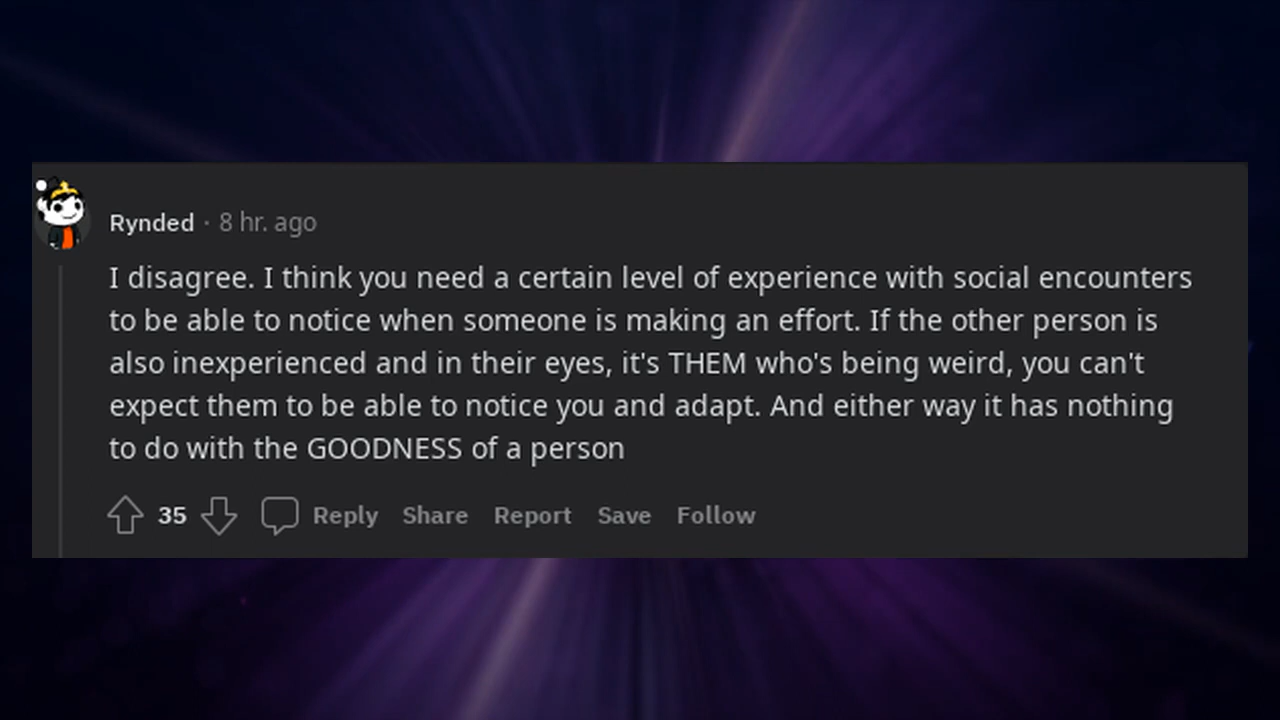 Rynded · 8 hr. ago
I disagree. I think you need a certain level of experience with social encounters
to be able to notice when someone is making an effort. If the other person is
also inexperienced and in their eyes, it's THEM who's being weird, you can't
expect them to be able to notice you and adapt. And either way it has nothing
to do with the GOODNESS of a person
35 Reply Share Report Save Follow